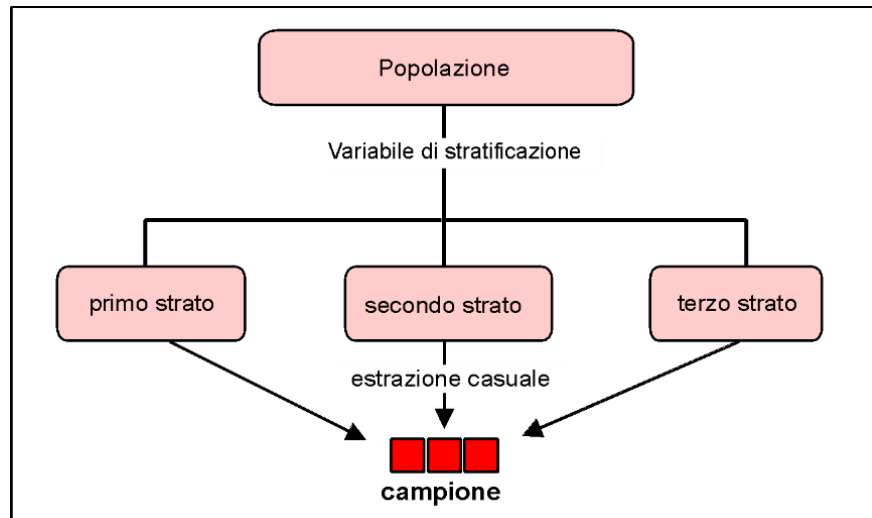 Popolazione
Variabile di stratificazione
primo strato
secondo strato
terzo strato
estrazione casuale
campione